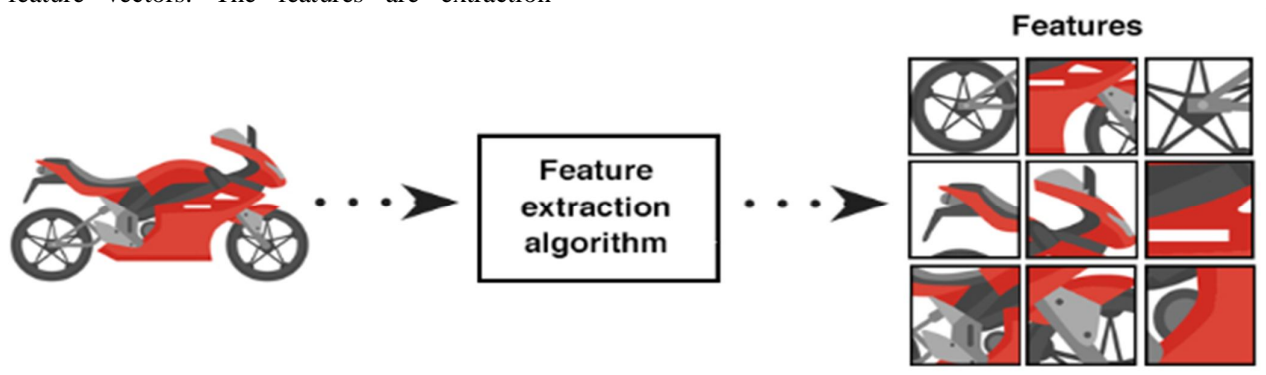 feature vectors. The features are extraction
Features
Feature
extraction
algorithm